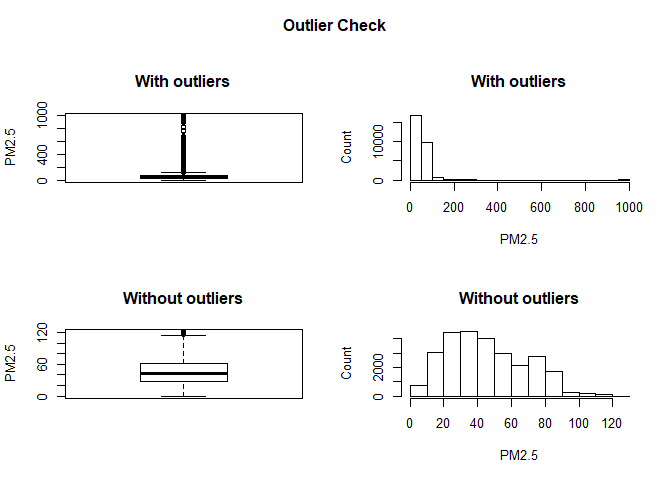 Outlier Check
With outliers
PM2.5
0 400 1000
With outliers
Count
0 10000
0 200 400 600 800 1000
PM2.5
Without outliers
PM2.5
0 60 120
Without outliers
Count
0 2000
0 20 40 60 80 100 120
PM2.5